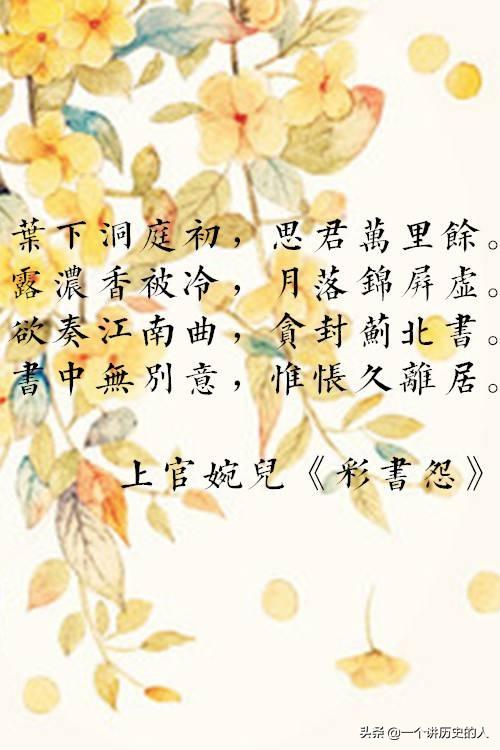 葉下洞庭初，思君萬里餘。
露濃香被冷，月落錦屛虛。
欲奏江南曲，貪封薊北書。
書中無別意，惟悵久離居。
上官婉兒《彩書怨》
头条 @一个讲历史的人